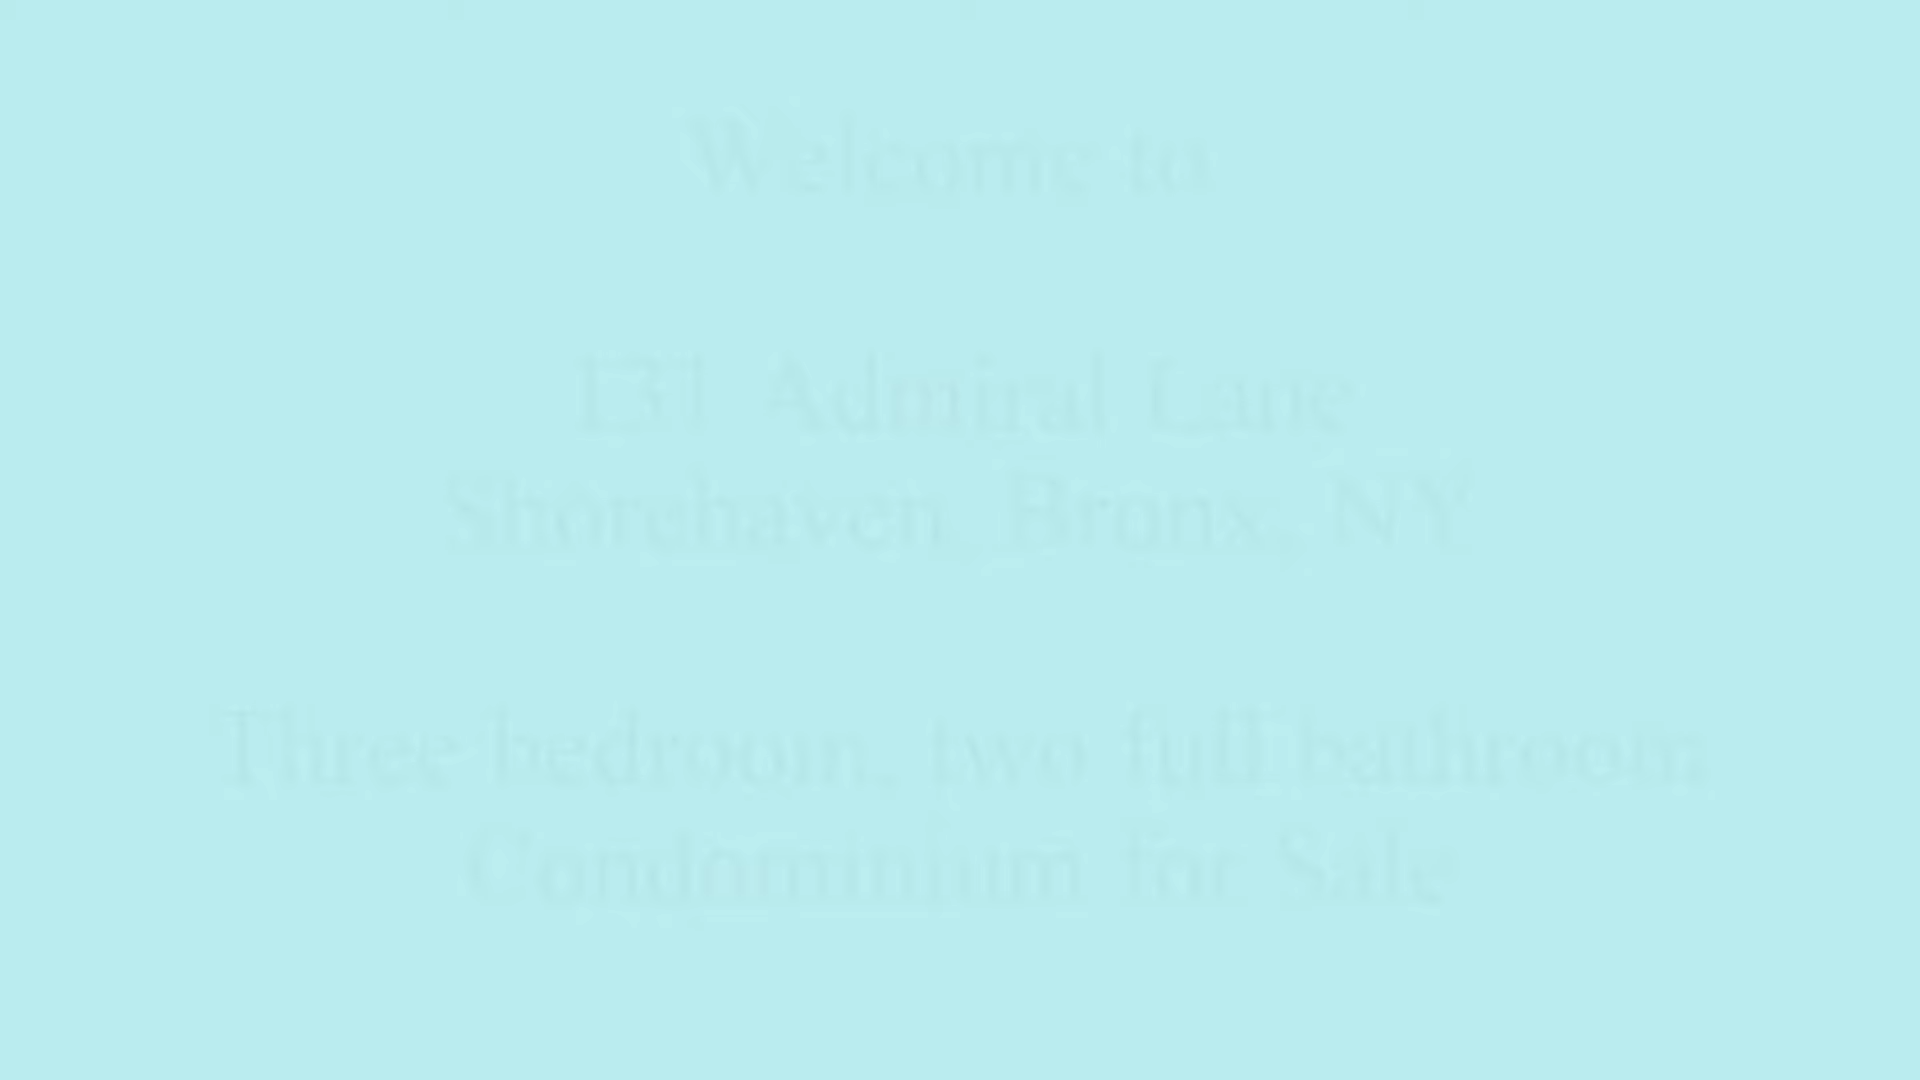 Welcome to
131 Admiral Lane
Shorehaven, Bronx, NY
Three bedroom, two full bathroom
Condominium for Sale